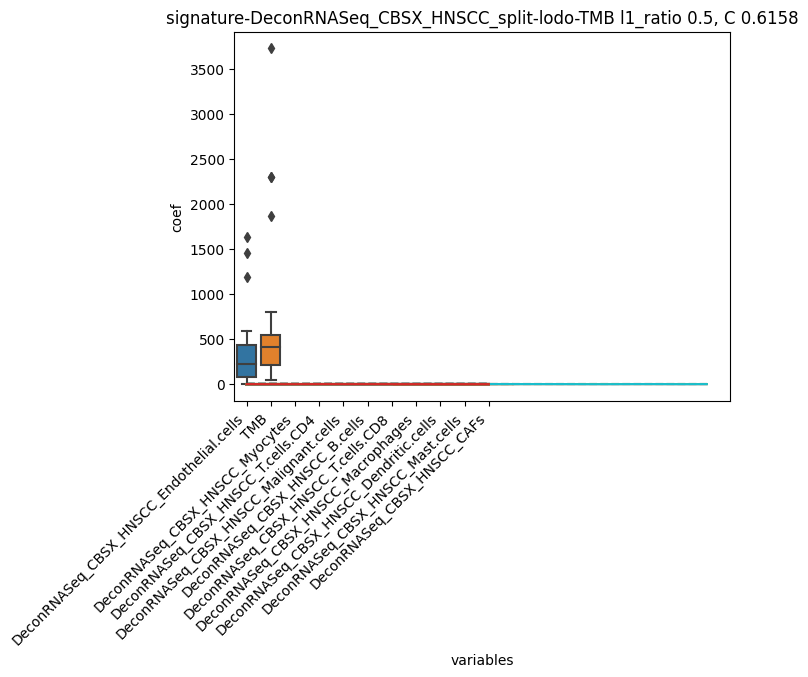 signature-DeconRNASeq_CBSX_HNSCC_split-lodo-TMB l1_ratio 0.5, C 0.6158
3500
3000
2500
2000
1500
1000
500
0
coef
DeconRNASeq_CBSX_HNSCC_Endothelial.cells
TMB
DeconRNASeq_CBSX_HNSCC_Myocytes
DeconRNASeq_CBSX_HNSCC_T.cells.CD4
DeconRNASeq_CBSX_HNSCC_Malignant.cells
DeconRNASeq_CBSX_HNSCC_B.cells
DeconRNASeq_CBSX_HNSCC_T.cells.CD8
DeconRNASeq_CBSX_HNSCC_Macrophages
DeconRNASeq_CBSX_HNSCC_Dendritic.cells
DeconRNASeq_CBSX_HNSCC_Mast.cells
DeconRNASeq_CBSX_HNSCC_CAFs
variables